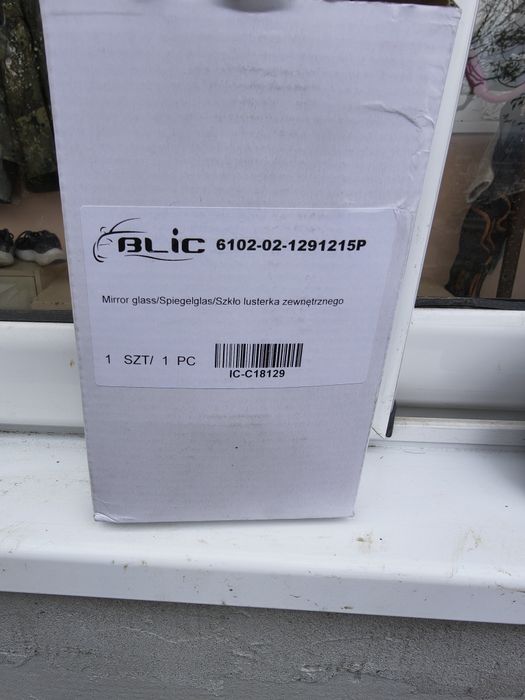 BLIC 6102-02-1291215P
Mirror glass/Spiegelglas/Szkło lusterka zewnętrznego
1 SZT/ 1 PC
IC-C18129